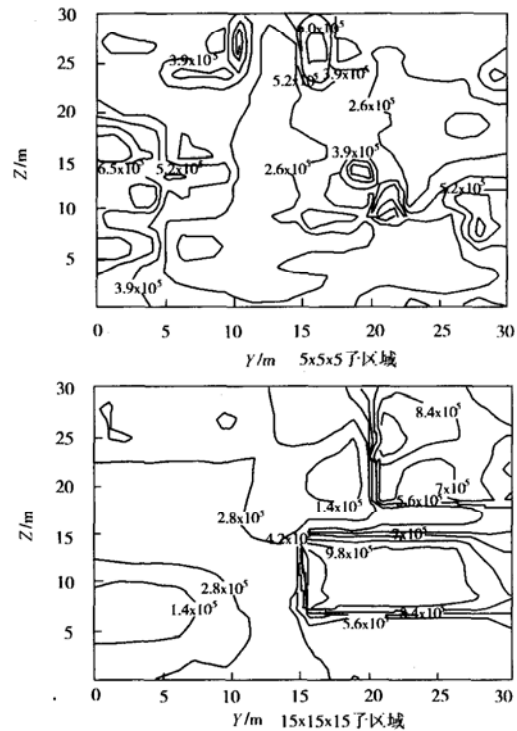 30
6.0x10⁵
3.9x10⁵
25
5.2x10⁵ 3.9x10⁵
2.6x10⁵
20
Z/m
15
6.5x10⁵ 5.2x10⁵ 2.6x10⁵ 3.9x10⁵
5.2x10⁵
10
5
3.9x10⁵
0 5 10 15 20 25 30
Y/m 5x5x5子区域
30
8.4x10⁵
25
20
1.4x10⁵ 7x10⁵
5.6x10⁵
Z/m
2.8x10⁵
15
4.2x10 7x10⁵
9.8x10⁵
10
2.8x10⁵
1.4x10⁵
8.4x10⁵
5.6x10⁵
5
0 5 10 15 20 25 30
Y/m 15x15x15子区域